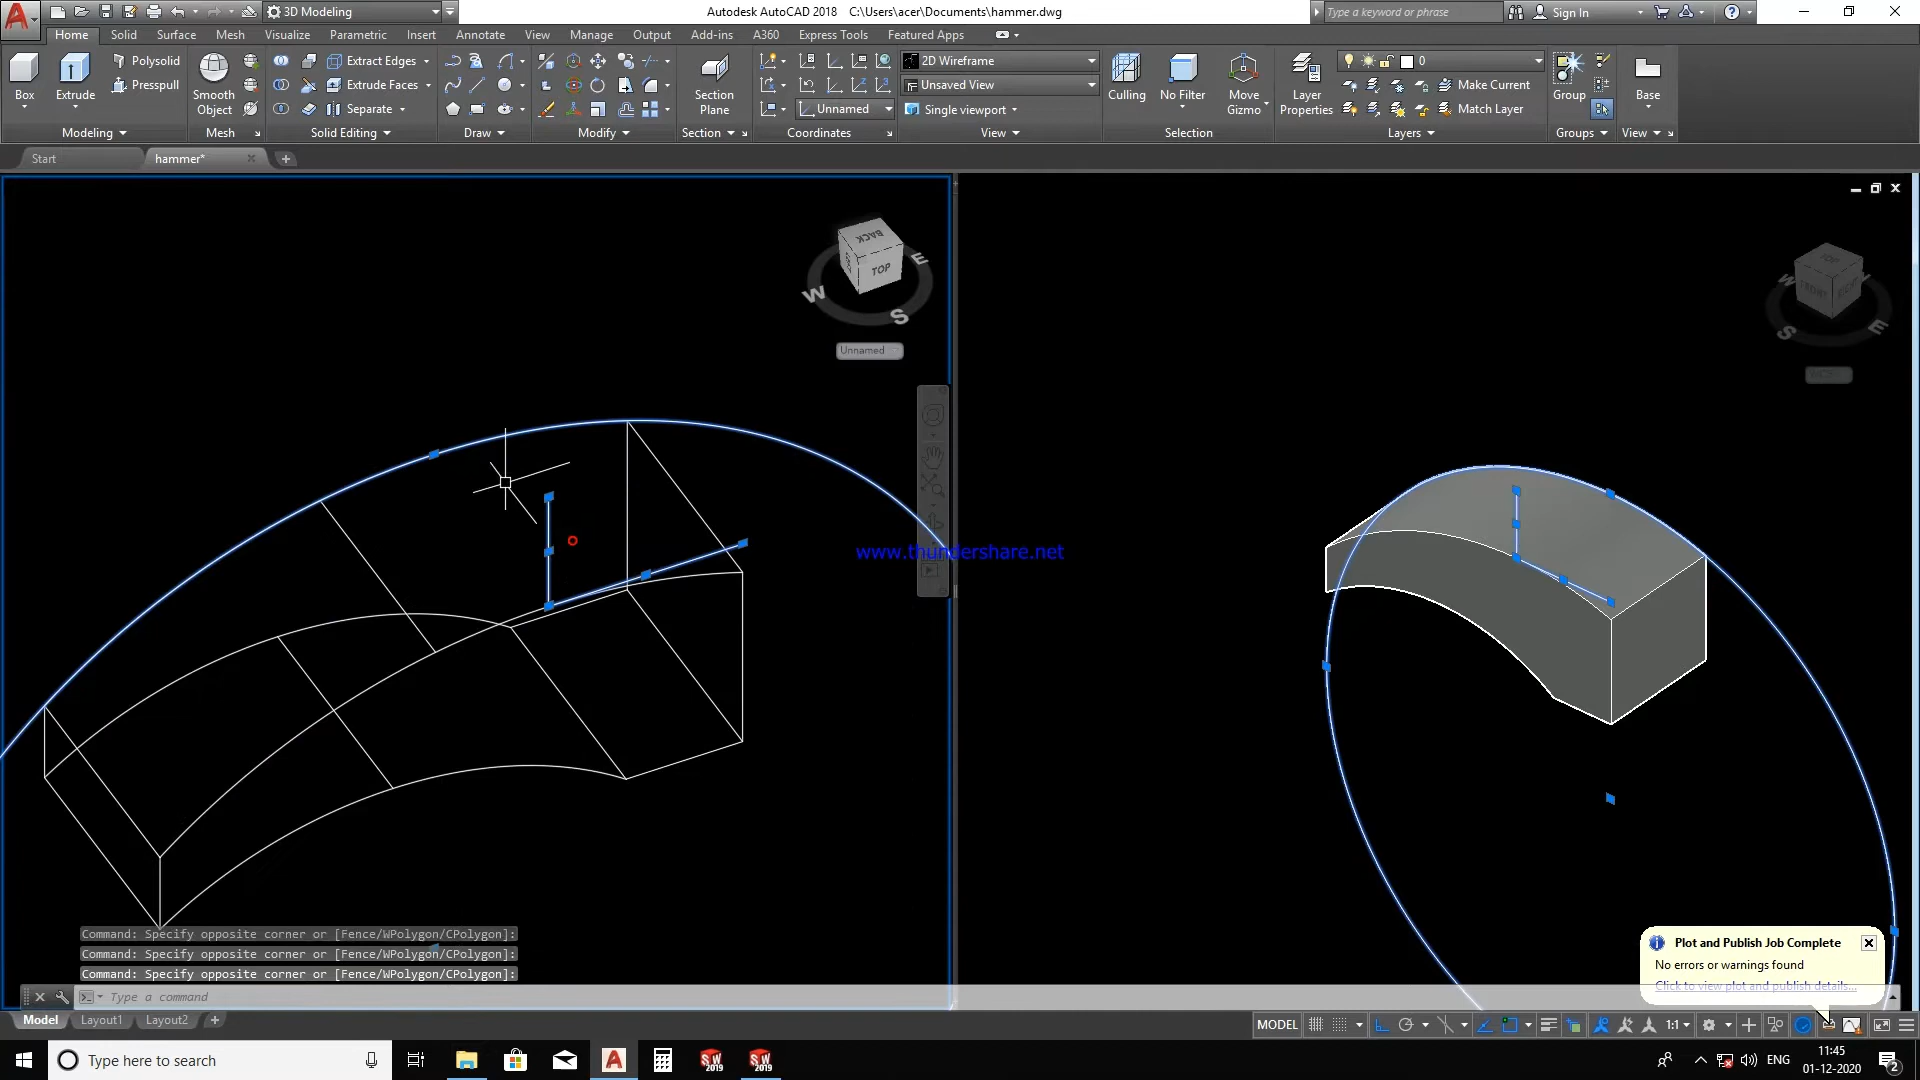 3D Modeling
Autodesk AutoCAD 2018 C:\Users\acer\Documents\hammer.dwg
Type a keyword or phrase
Sign In
Home Solid Surface Mesh Visualize Parametric Insert Annotate View Manage Output Add-ins A360 Express Tools Featured Apps
Box
Extrude
Polysolid
Presspull
Smooth
Object
Extract Edges
Extrude Faces
Separate
Section
Plane
Unnamed
2D Wireframe
Unsaved View
Single viewport
Culling
No Filter
Move
Gizmo
Layer
Properties
0
Make Current
Match Layer
Group
Base
Modeling Mesh Solid Editing Draw Modify Section Coordinates View Selection Layers Groups View
Start
hammer*
BACK
TOP
W
E
S
Unnamed
TOP
FRONT
RIGHT
W
S
E
www.thundershare.net
Command: Specify opposite corner or [Fence/WPolygon/CPolygon]:
Command: Specify opposite corner or [Fence/WPolygon/CPolygon]:
Command: Specify opposite corner or [Fence/WPolygon/CPolygon]:
Type a command
Plot and Publish Job Complete
No errors or warnings found
Click to view plot and publish details...
Model Layout1 Layout2
MODEL
1:1
Type here to search
SW
2019
SW
2019
ENG
11:45
01-12-2020
2